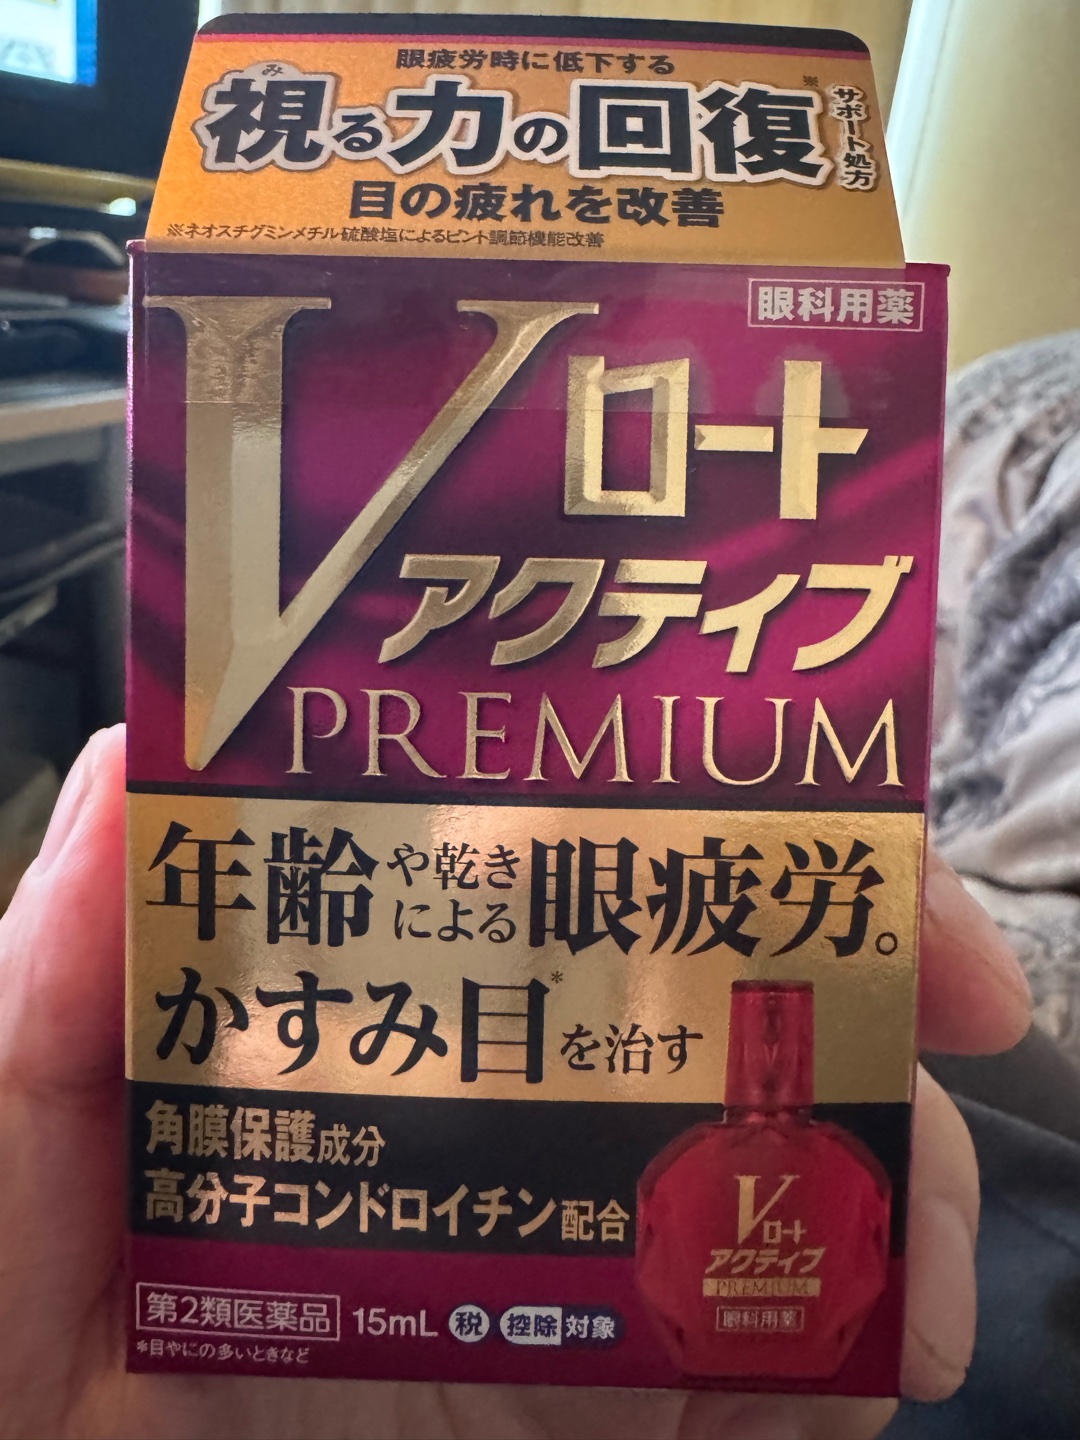 眼疲労時に低下する
視る力の回復※
み
サポート処方
目の疲れを改善
※ネオスチグミンメチル硫酸塩によるピント調節機能改善
眼科用薬
V ロート
アクティブ
PREMIUM
年齢や乾きによる眼疲労。
かすみ目*を治す
角膜保護成分
高分子コンドロイチン配合
第2類医薬品 15mL 税 控除対象
*目やにの多いときなど
V ロート
アクティブ
PREMIUM
眼科用薬